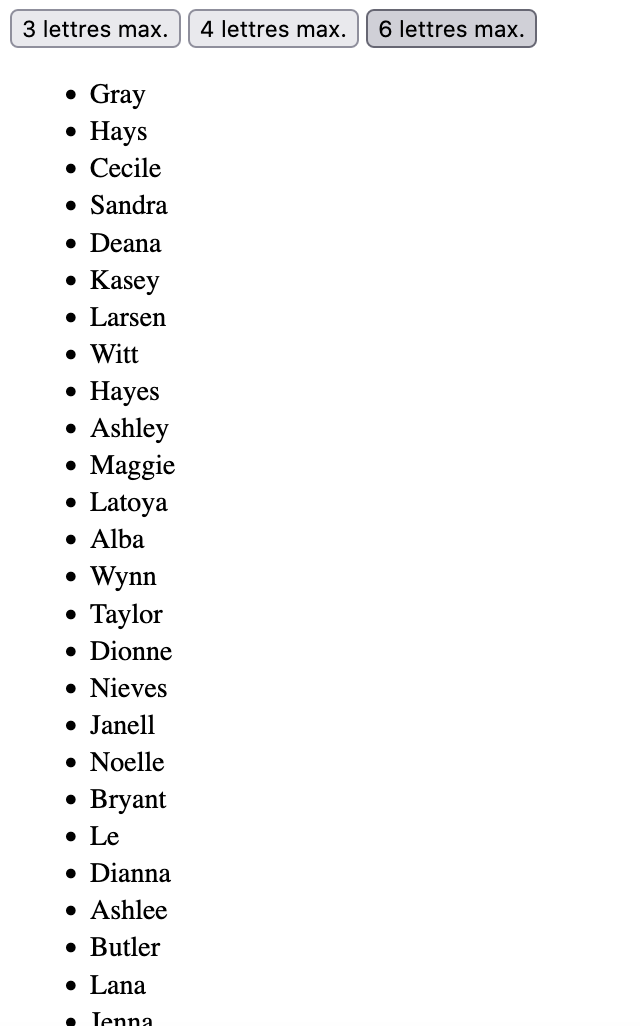 3 lettres max. 4 lettres max. 6 lettres max.
Gray
Hays
Cecile
Sandra
Deana
Kasey
Larsen
Witt
Hayes
Ashley
Maggie
Latoya
Alba
Wynn
Taylor
Dionne
Nieves
Janell
Noelle
Bryant
Le
Dianna
Ashlee
Butler
Lana
Jenna